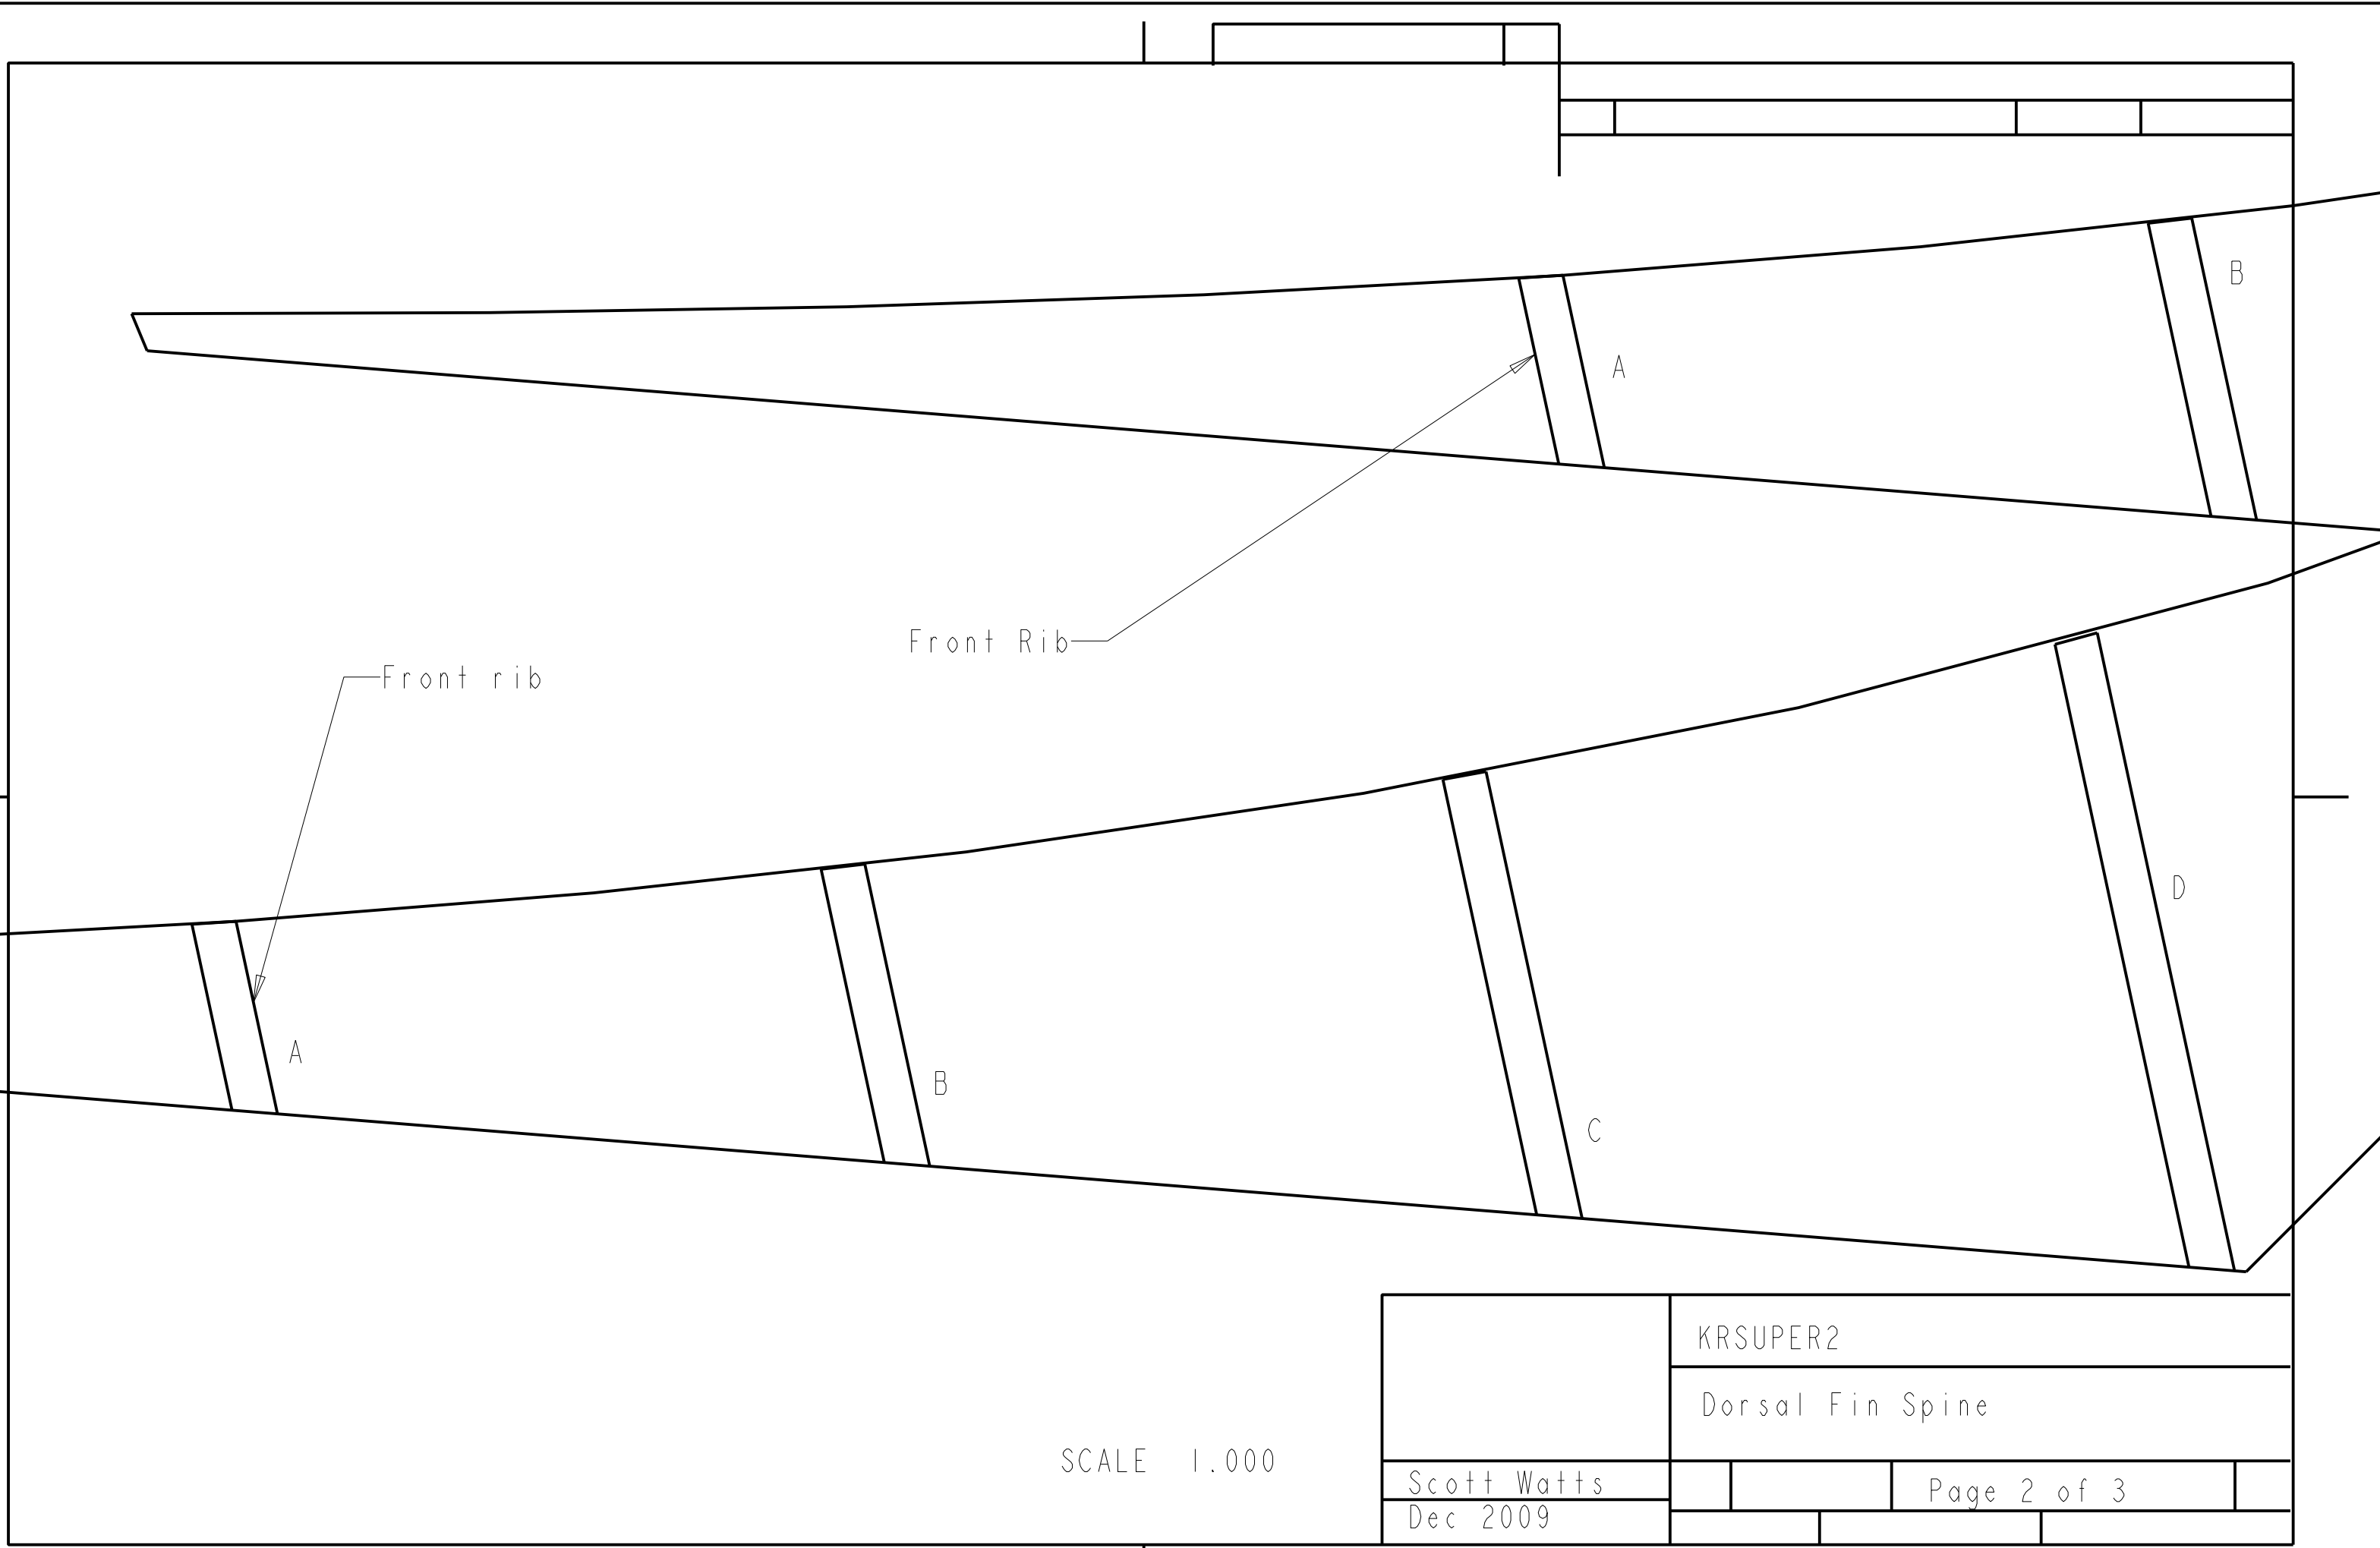 B
A
Front Rib
Front rib
D
A
B
C
KRSUPER2
Dorsal Fin Spine
SCALE 1.000
Scott Watts
Page 2 of 3
Dec 2009